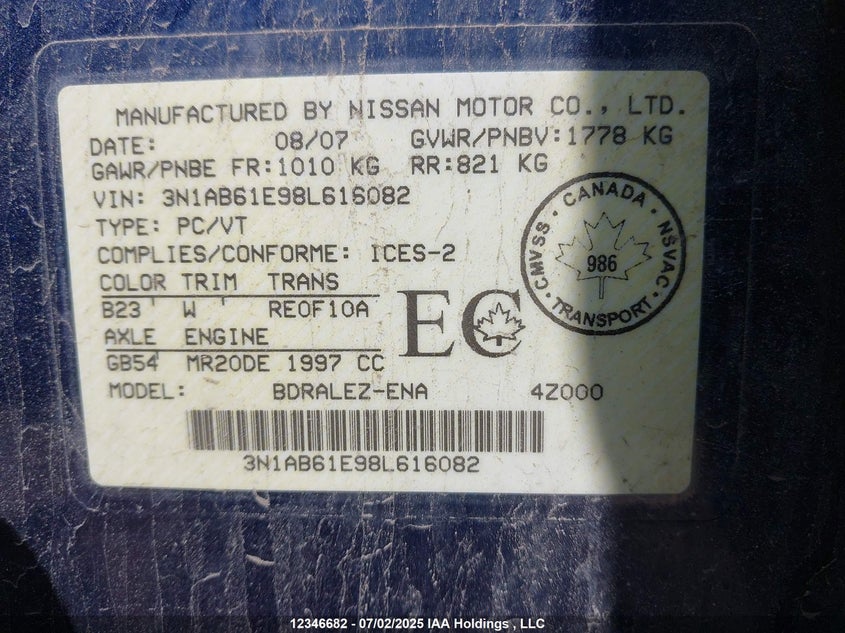 MANUFACTURED BY NISSAN MOTOR CO., LTD.
DATE: 08/07 GVWR/PNBV:1778 KG
GAWR/PNBE FR:1010 KG RR:821 KG
VIN: 3N1AB61E98L616082
TYPE: PC/VT
COMPLIES/CONFORME: ICES-2
COLOR TRIM TRANS
B23 W RE0F10A
AXLE ENGINE
GB54 MR20DE 1997 CC
EC
CANADA
CMVSS NSVAC
986
TRANSPORT
MODEL: BDRALEZ-ENA 4Z000
3N1AB61E98L616082
12346682 - 07/02/2025 IAA Holdings , LLC